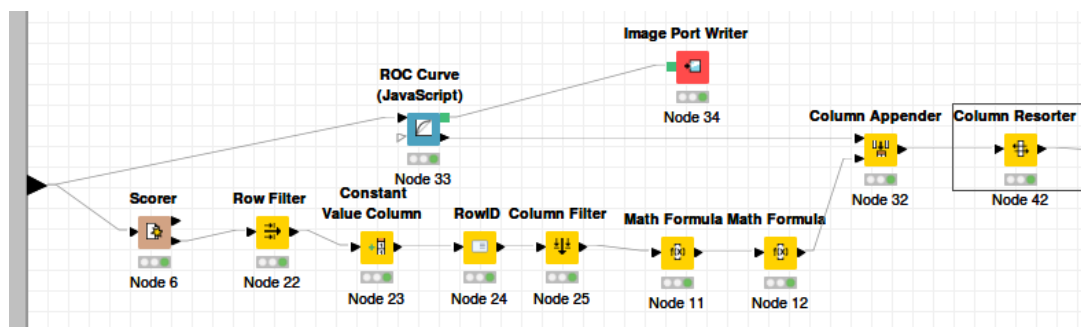 Image Port Writer
Node 34
ROC Curve
(JavaScript)
Node 33
Column Appender
Node 32
Column Resorter
Node 42
Scorer
Node 6
Row Filter
Node 22
Constant
Value Column
Node 23
RowID
Node 24
Column Filter
Node 25
Math Formula
f(x)
Node 11
Math Formula
f(x)
Node 12